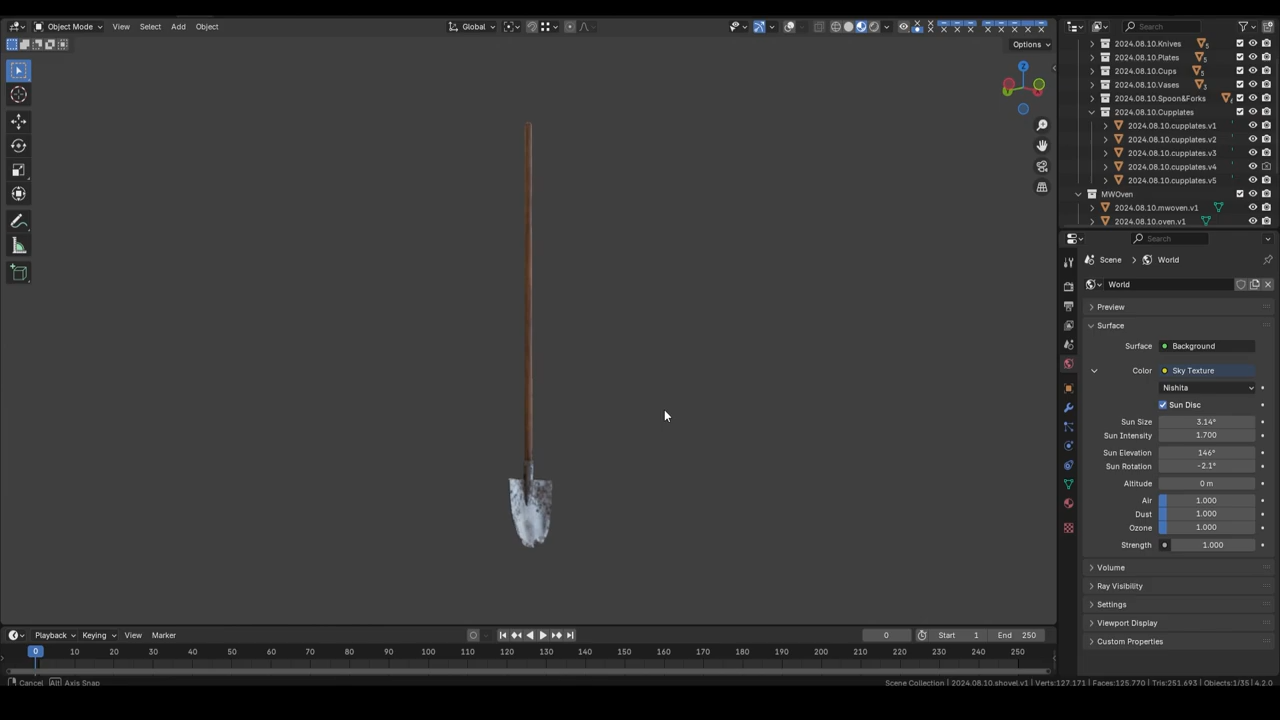 Object Mode View Select Add Object Global
Options
Search
2024.08.10.Knives 5
2024.08.10.Plates 5
2024.08.10.Cups 5
2024.08.10.Vases 3
2024.08.10.Spoon&Forks
2024.08.10.Cupplates
2024.08.10.cupplates.v1
2024.08.10.cupplates.v2
2024.08.10.cupplates.v3
2024.08.10.cupplates.v4
2024.08.10.cupplates.v5
MWOven
2024.08.10.mwoven.v1
2024.08.10.oven.v1
Search
Scene World
World
Preview
Surface
Surface Background
Color Sky Texture
Nishita
Sun Disc
Sun Size 3.14°
Sun Intensity 1.700
Sun Elevation 146°
Sun Rotation -2.1°
Altitude 0 m
Air 1.000
Dust 1.000
Ozone 1.000
Strength 1.000
Volume
Ray Visibility
Settings
Viewport Display
Custom Properties
Playback Keying View Marker 0 Start 1 End 250
0 10 20 30 40 50 60 70 80 90 100 110 120 130 140 150 160 170 180 190 200 210 220 230 240 250
Cancel Alt Axis Snap Scene Collection | 2024.08.10.shovel.v1 | Verts:127,171 | Faces:125,770 | Tris:251,693 | Objects:1/35 | 4.2.0